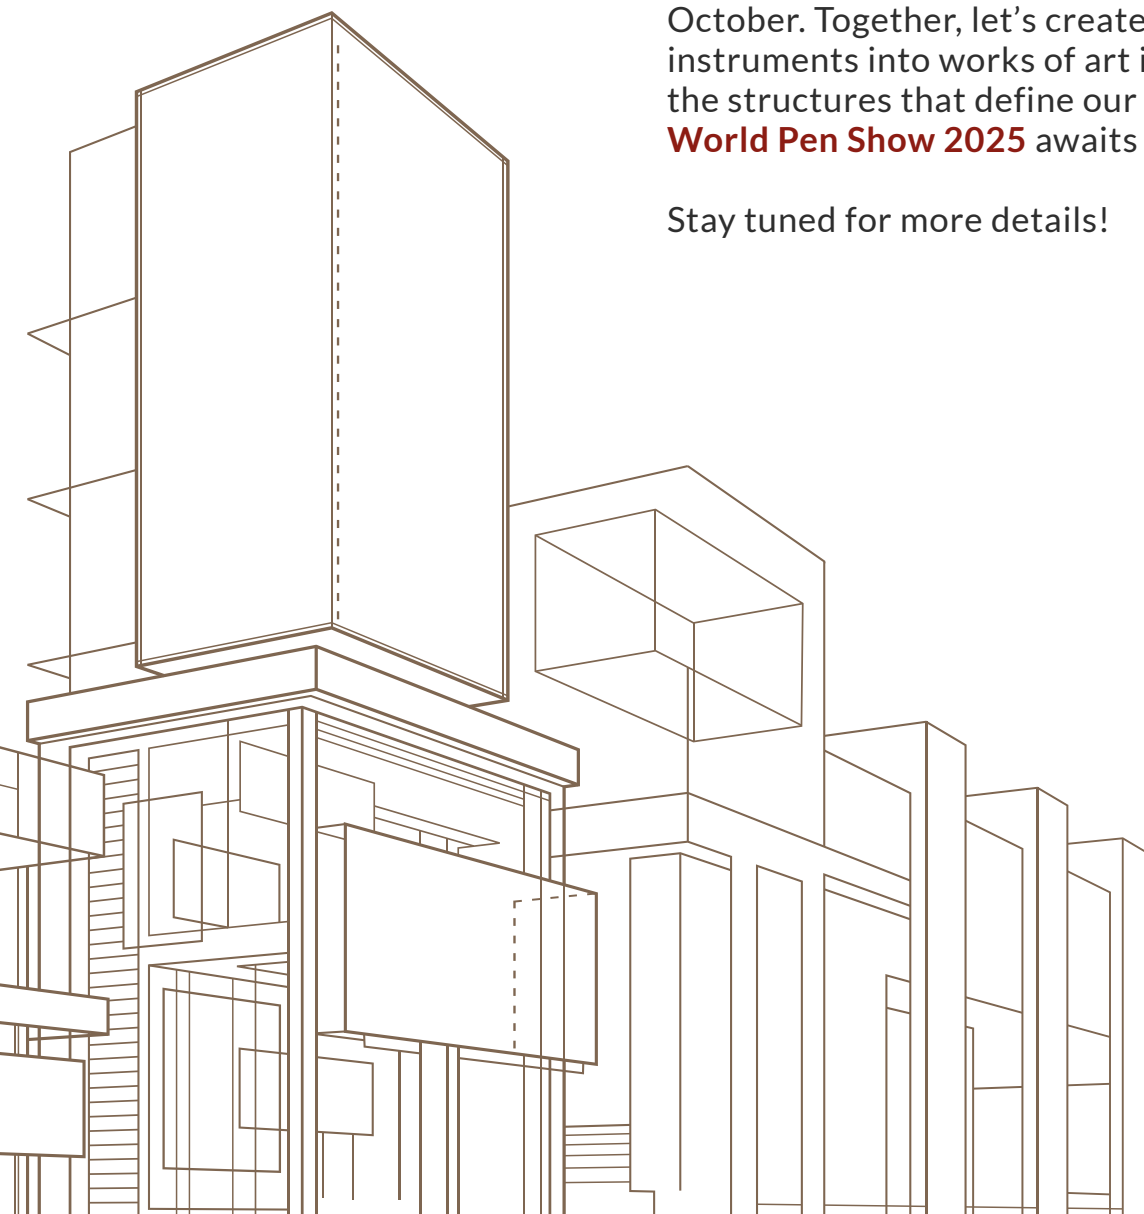 October. Together, let’s create
instruments into works of art
the structures that define our
World Pen Show 2025 awaits
Stay tuned for more details!